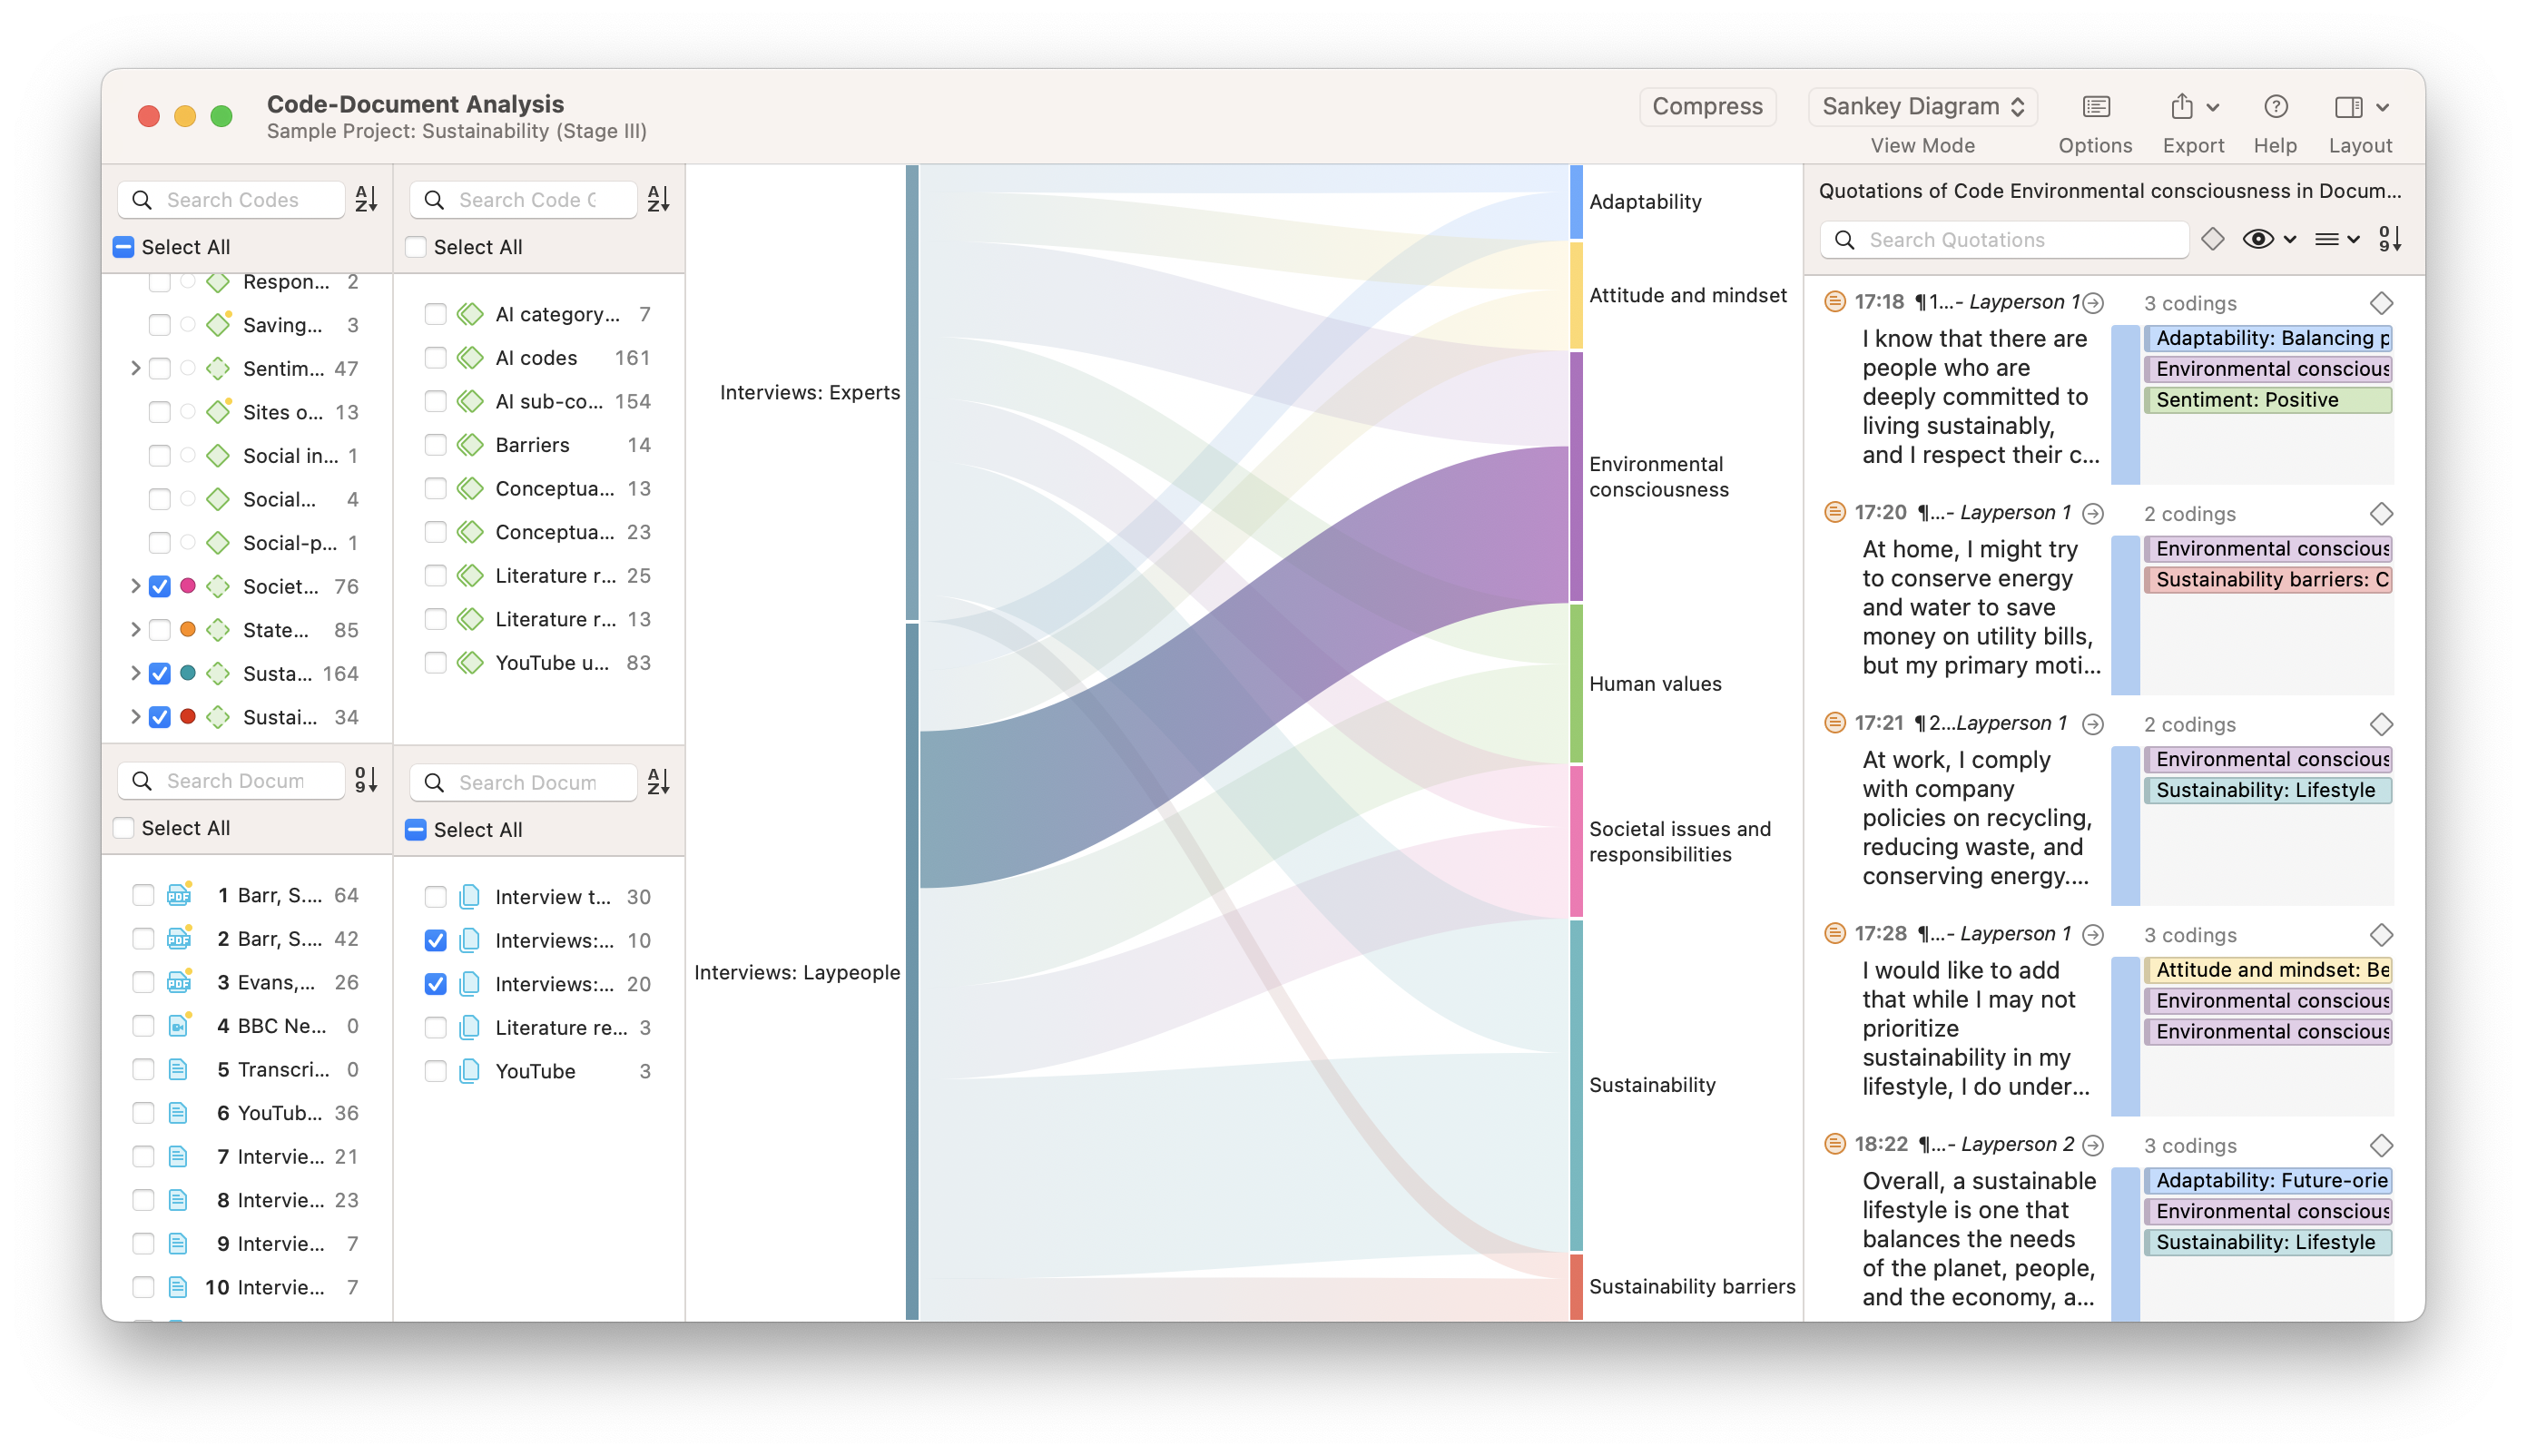 Code-Document Analysis
Sample Project: Sustainability (Stage III)
Compress
Sankey Diagram
View Mode
Options
Export
Help
Layout
Search Codes
Select All
Respon... 2
Saving... 3
Sentim... 47
Sites o... 13
Social in... 1
Social... 4
Social-p... 1
Societ... 76
State... 85
Susta... 164
Sustai... 34
Search Code
Select All
AI category... 7
AI codes 161
AI sub-co... 154
Barriers 14
Conceptua... 13
Conceptua... 23
Literature r... 25
Literature r... 13
YouTube u... 83
Search Docum
Select All
1 Barr, S.... 64
2 Barr, S.... 42
3 Evans,... 26
4 BBC Ne... 0
5 Transcri... 0
6 YouTub... 36
7 Intervie... 21
8 Intervie... 23
9 Intervie... 7
10 Intervie... 7
Search Docum
Select All
Interview t... 30
Interviews:... 10
Interviews:... 20
Literature re... 3
YouTube 3
Interviews: Experts
Interviews: Laypeople
Adaptability
Attitude and mindset
Environmental
consciousness
Human values
Societal issues and
responsibilities
Sustainability
Sustainability barriers
Quotations of Code Environmental consciousness in Docum...
Search Quotations
17:18 ¶1...- Layperson 1
3 codings
I know that there are
people who are
deeply committed to
living sustainably,
and I respect their c...
Adaptability: Balancing p
Environmental conscious
Sentiment: Positive
17:20 ¶...- Layperson 1
2 codings
At home, I might try
to conserve energy
and water to save
money on utility bills,
but my primary moti...
Environmental conscious
Sustainability barriers: C
17:21 ¶2...Layperson 1
2 codings
At work, I comply
with company
policies on recycling,
reducing waste, and
conserving energy....
Environmental conscious
Sustainability: Lifestyle
17:28 ¶...- Layperson 1
3 codings
I would like to add
that while I may not
prioritize
sustainability in my
lifestyle, I do under...
Attitude and mindset: Be
Environmental conscious
Environmental conscious
18:22 ¶...- Layperson 2
3 codings
Overall, a sustainable
lifestyle is one that
balances the needs
of the planet, people,
and the economy, a...
Adaptability: Future-orie
Environmental conscious
Sustainability: Lifestyle